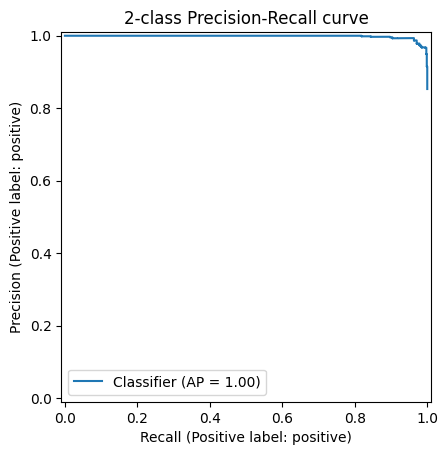 2-class Precision-Recall curve
1.0
0.8
0.6
0.4
0.2
0.0
Precision (Positive label: positive)
Classifier (AP = 1.00)
0.0 0.2 0.4 0.6 0.8 1.0
Recall (Positive label: positive)